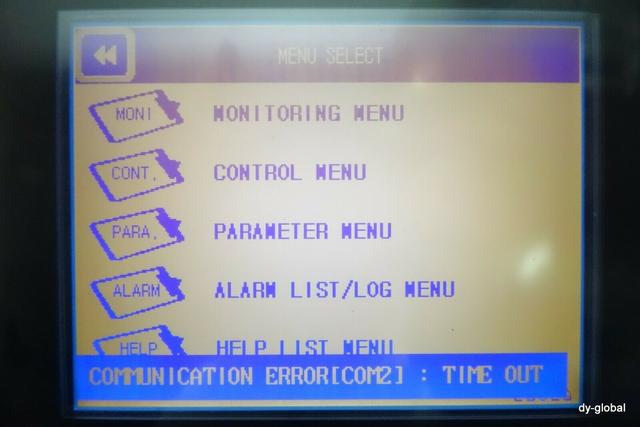 MENU SELECT
MONI MONITORING MENU
CONT. CONTROL MENU
PARA. PARAMETER MENU
ALARM ALARM LIST/LOG MENU
HELP HELP LIST MENU
COMMUNICATION ERROR[COM2] : TIME OUT
dy-global